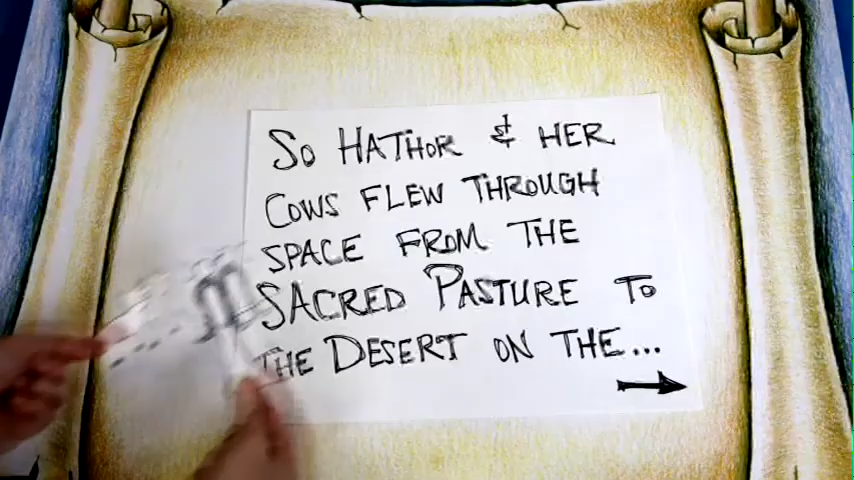 SO HATHOR & HER
COWS FLEW THROUGH
SPACE FROM THE
SACRED PASTURE TO
THE DESERT ON THE...